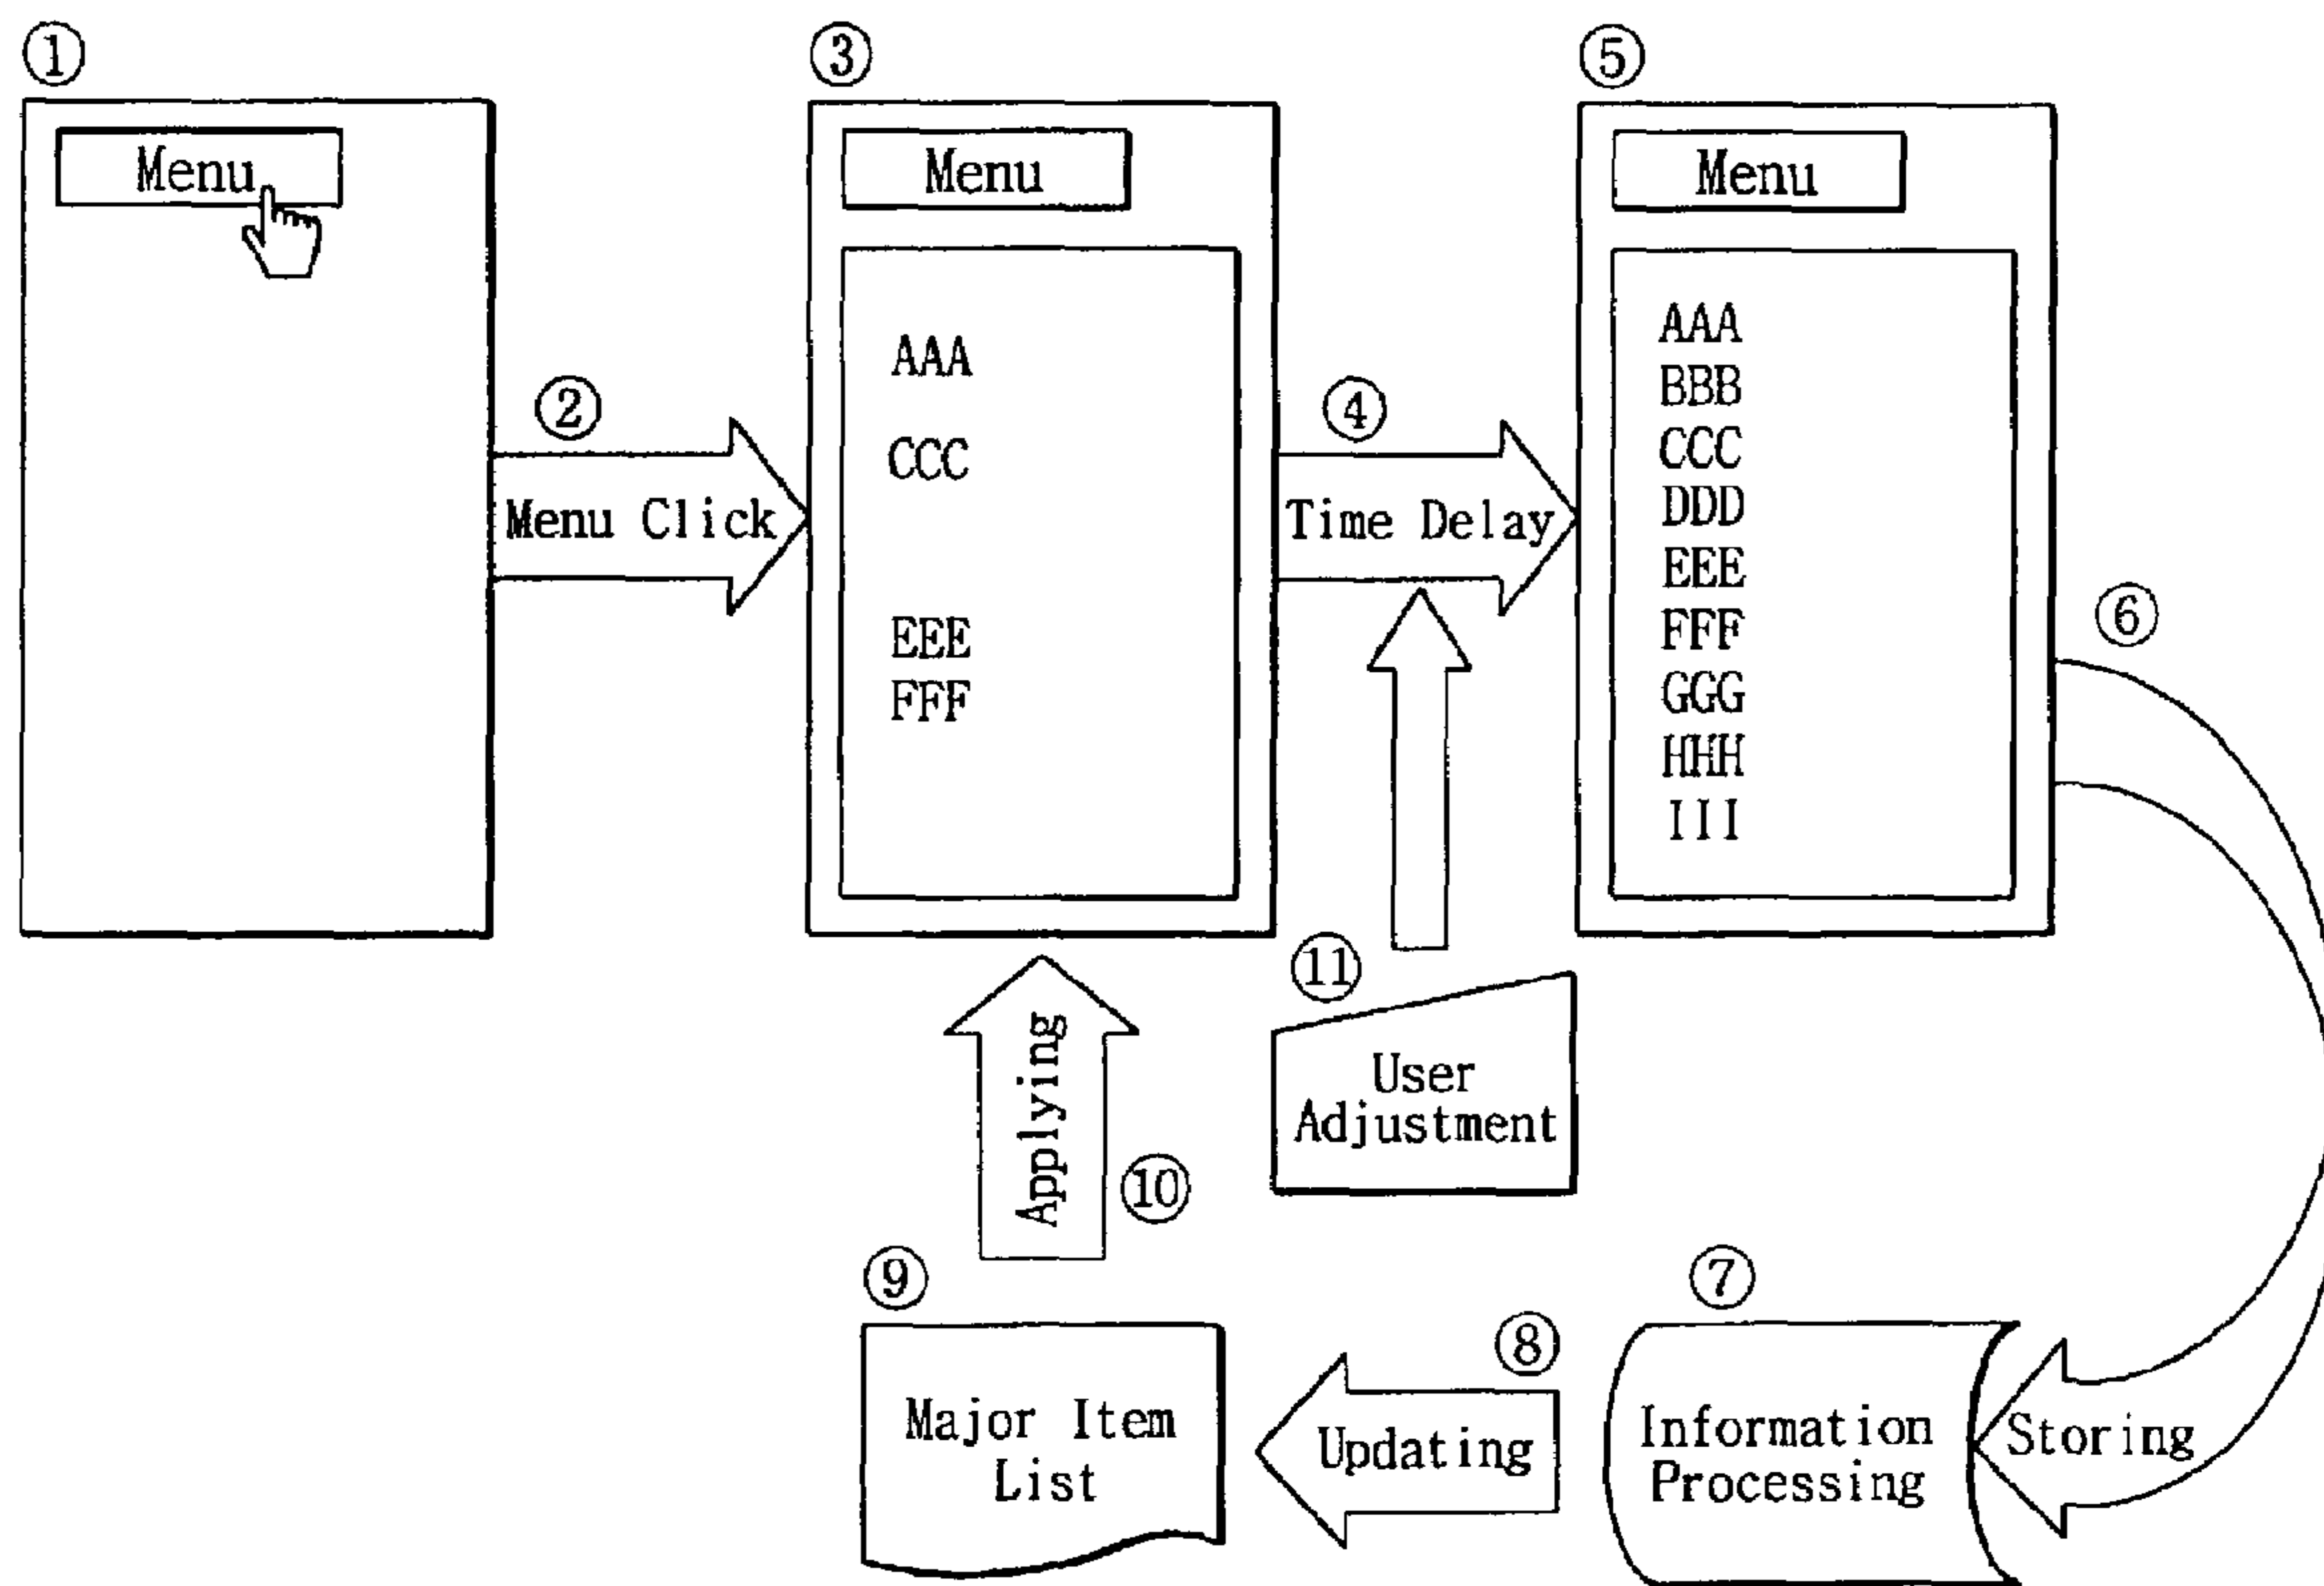 ①
Menu
②
Menu Click
③
Menu
AAA
CCC
EEE
FFF
④
Time Delay
⑤
Menu
AAA
BBB
CCC
DDD
EEE
FFF
GGG
HHH
III
⑥
Storing
⑦
Information
Processing
⑧
Updating
⑨
Major Item
List
⑩
Applying
⑪
User
Adjustment